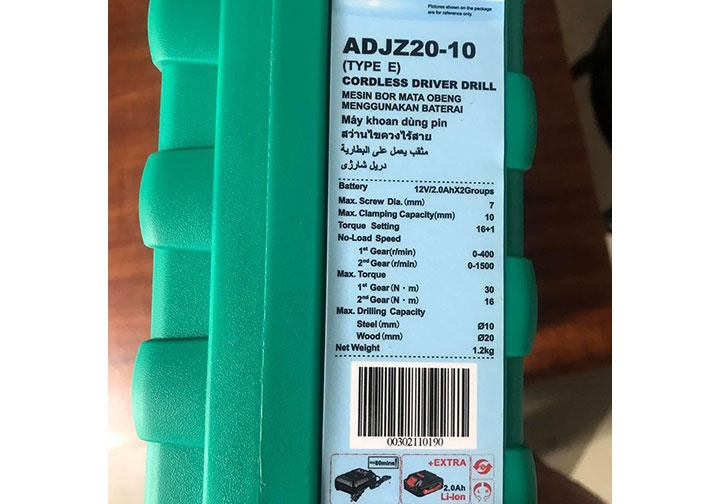 Pictures shown on the package
are for reference only.
ADJZ20-10
(TYPE E)
CORDLESS DRIVER DRILL
MESIN BOR MATA OBENG
MENGGUNAKAN BATERAI
Máy khoan dùng pin
สว่านไขควงไร้สาย
مثقب يعمل على البطارية
دریل شارژی
Battery 12V/2.0AhX2Groups
Max. Screw Dia.(mm) 7
Max. Clamping Capacity(mm) 10
Torque Setting 16+1
No-Load Speed
1st Gear(r/min) 0-400
2nd Gear(r/min) 0-1500
Max. Torque
1st Gear(N·m) 30
2nd Gear(N·m) 16
Max. Drilling Capacity
Steel(mm) Ø10
Wood(mm) Ø20
Net Weight 1.2kg
00302110190
60mins
+EXTRA
2.0Ah
Li-Ion